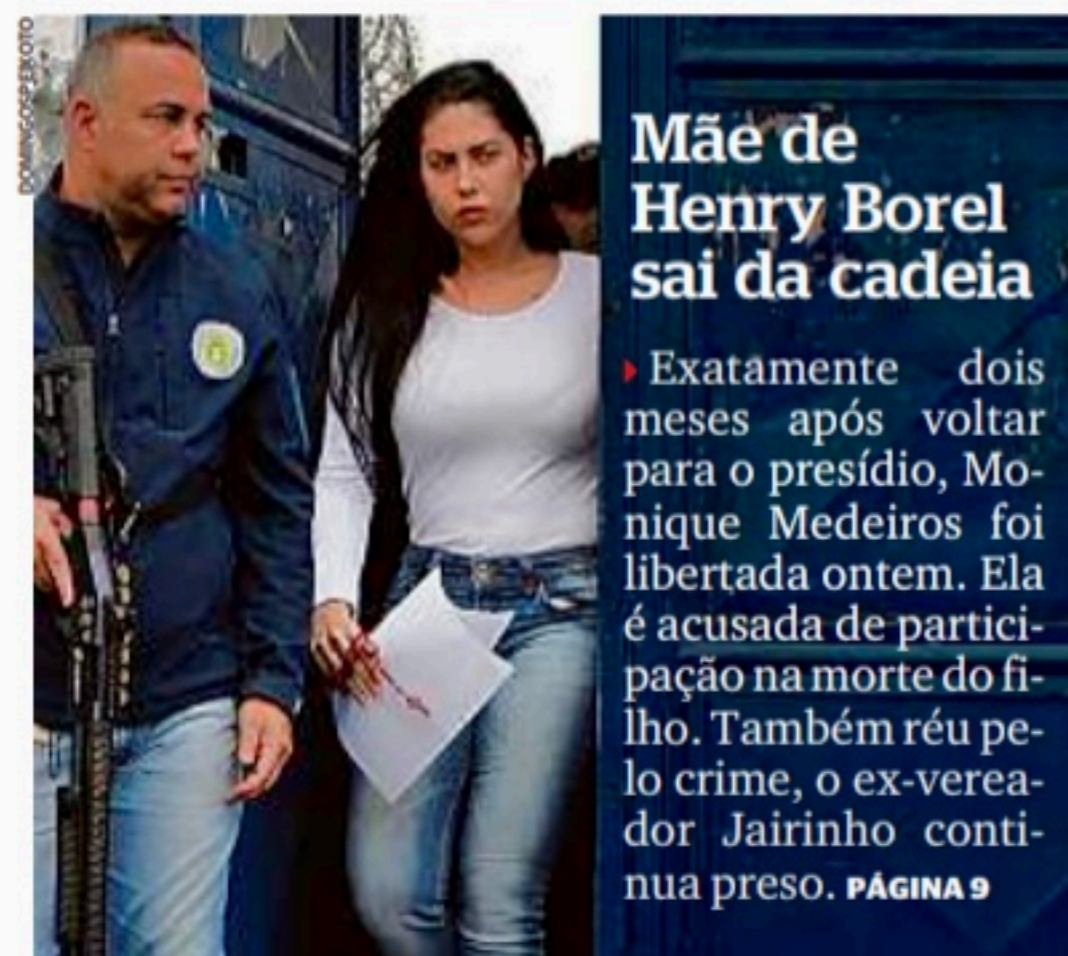 DOMINGOS PEIXOTO
Mãe de
Henry Borel
sai da cadeia
Exatamente dois
meses após voltar
para o presídio, Mo-
nique Medeiros foi
libertada ontem. Ela
é acusada de partici-
pação na morte do fi-
lho. Também réu pe-
lo crime, o ex-verea-
dor Jairinho conti-
nua preso. PÁGINA 9